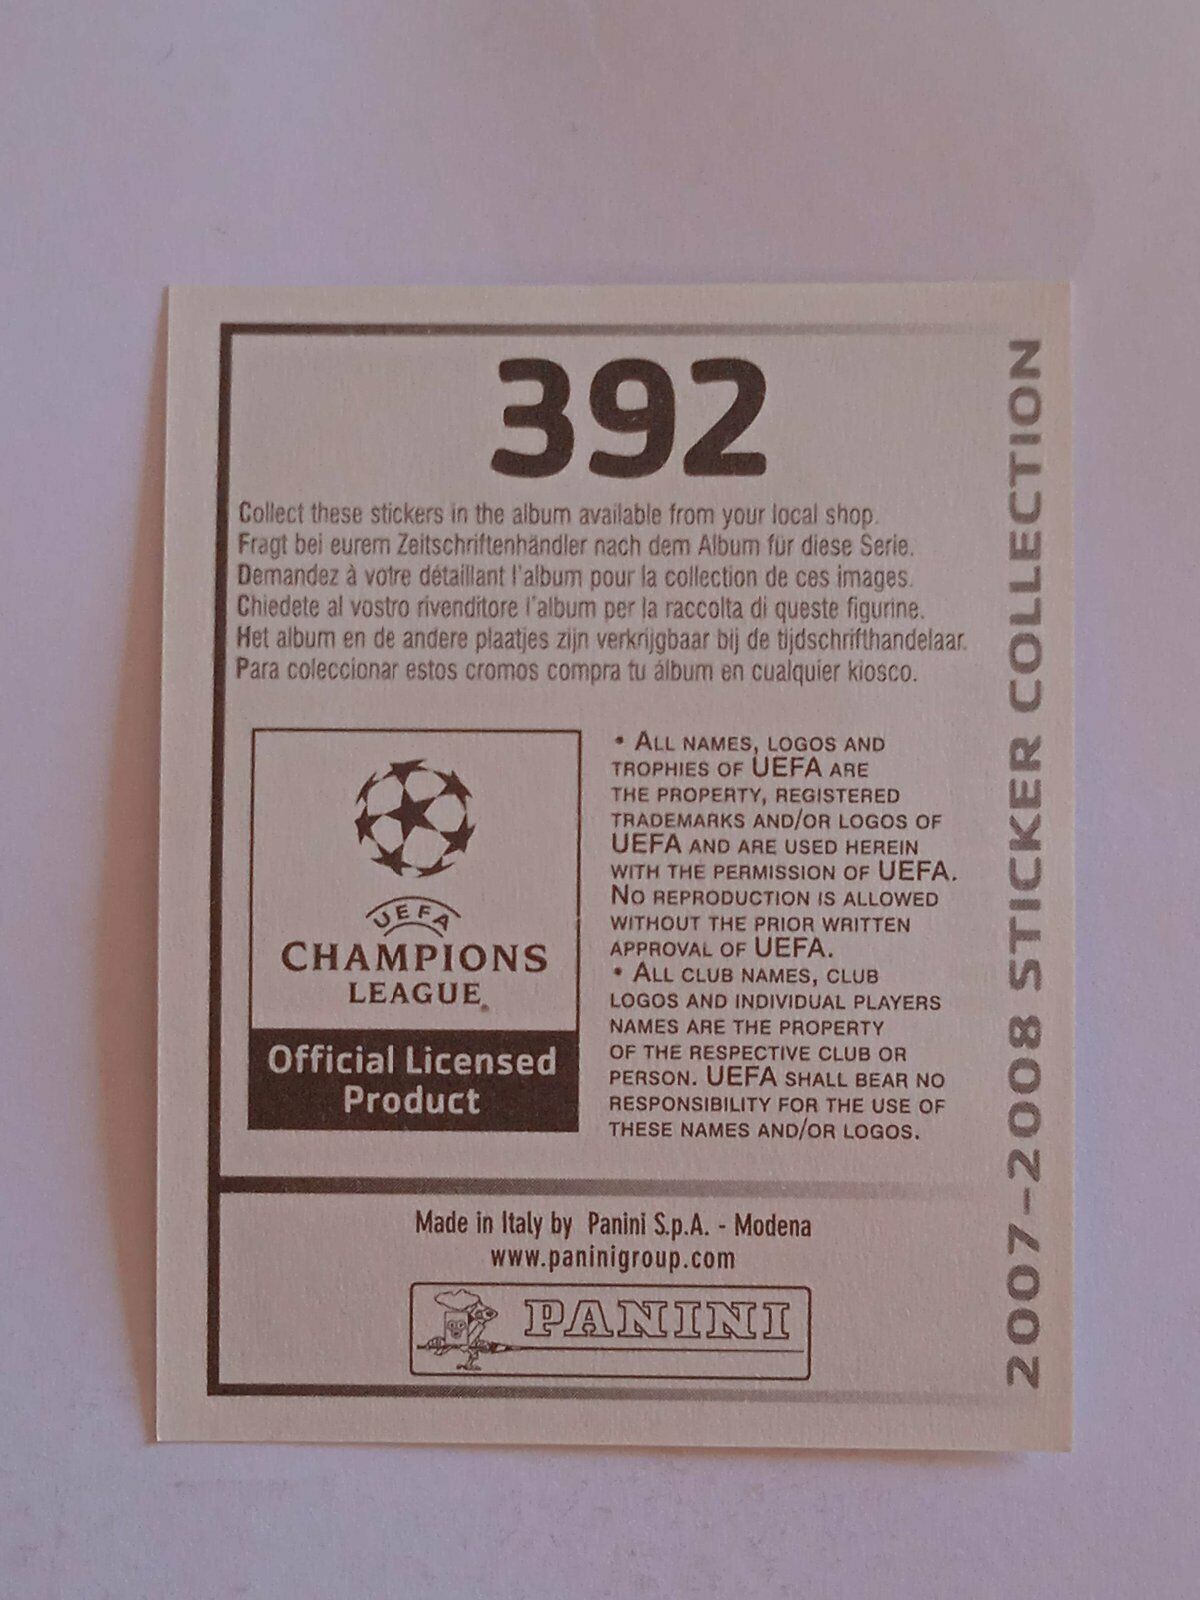 392
Collect these stickers in the album available from your local shop.
Fragt bei eurem Zeitschriftenhändler nach dem Album für diese Serie.
Demandez à votre détaillant l'album pour la collection de ces images.
Chiedete al vostro rivenditore l'album per la raccolta di queste figurine.
Het album en de andere plaatjes zijn verkrijgbaar bij de tijdschrifthandelaar.
Para coleccionar estos cromos compra tu álbum en cualquier kiosco.
UEFA
CHAMPIONS
LEAGUE
Official Licensed
Product
• ALL NAMES, LOGOS AND
TROPHIES OF UEFA ARE
THE PROPERTY, REGISTERED
TRADEMARKS AND/OR LOGOS OF
UEFA AND ARE USED HEREIN
WITH THE PERMISSION OF UEFA.
NO REPRODUCTION IS ALLOWED
WITHOUT THE PRIOR WRITTEN
APPROVAL OF UEFA.
• ALL CLUB NAMES, CLUB
LOGOS AND INDIVIDUAL PLAYERS
NAMES ARE THE PROPERTY
OF THE RESPECTIVE CLUB OR
PERSON. UEFA SHALL BEAR NO
RESPONSIBILITY FOR THE USE OF
THESE NAMES AND/OR LOGOS.
Made in Italy by Panini S.p.A. - Modena
www.paninigroup.com
PANINI
2007-2008 STICKER COLLECTION